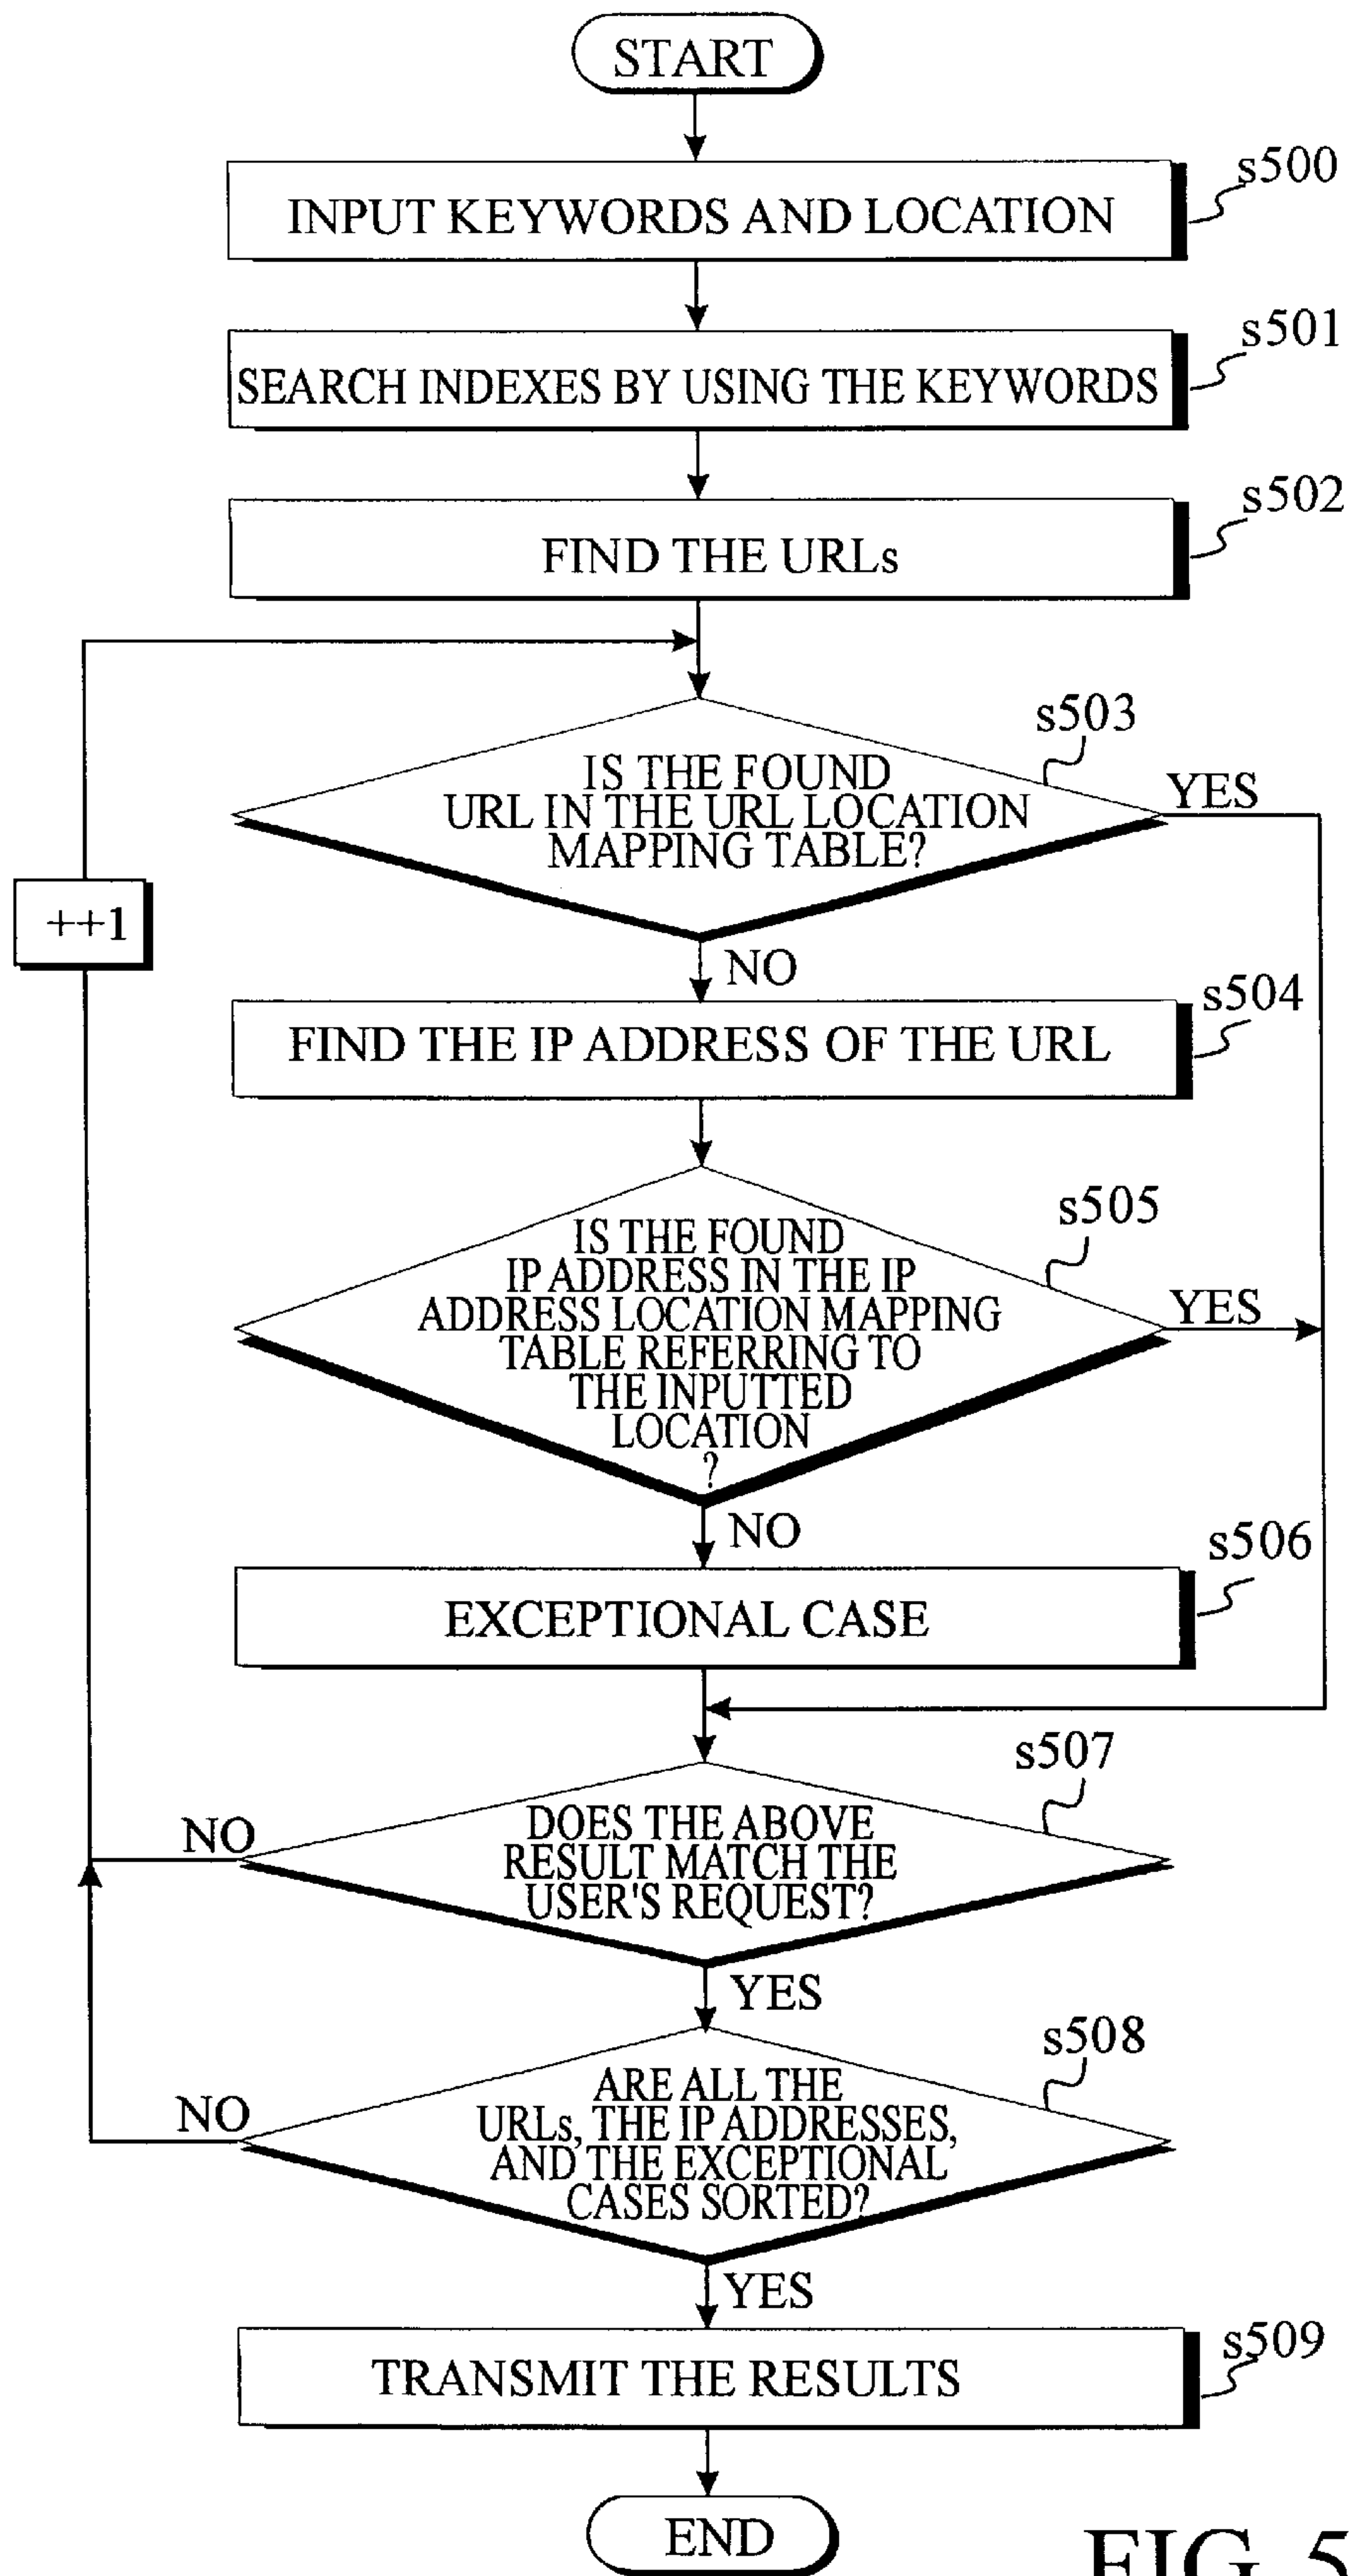 START
s500
INPUT KEYWORDS AND LOCATION
s501
SEARCH INDEXES BY USING THE KEYWORDS
s502
FIND THE URLs
s503
IS THE FOUND
URL IN THE URL LOCATION
MAPPING TABLE?
YES
++1
NO
s504
FIND THE IP ADDRESS OF THE URL
s505
IS THE FOUND
IP ADDRESS IN THE IP
ADDRESS LOCATION MAPPING
TABLE REFERRING TO
THE INPUTTED
LOCATION
?
YES
NO
s506
EXCEPTIONAL CASE
s507
DOES THE ABOVE
RESULT MATCH THE
USER'S REQUEST?
NO
YES
s508
ARE ALL THE
URLs, THE IP ADDRESSES,
AND THE EXCEPTIONAL
CASES SORTED?
NO
YES
s509
TRANSMIT THE RESULTS
END
FIG. 5